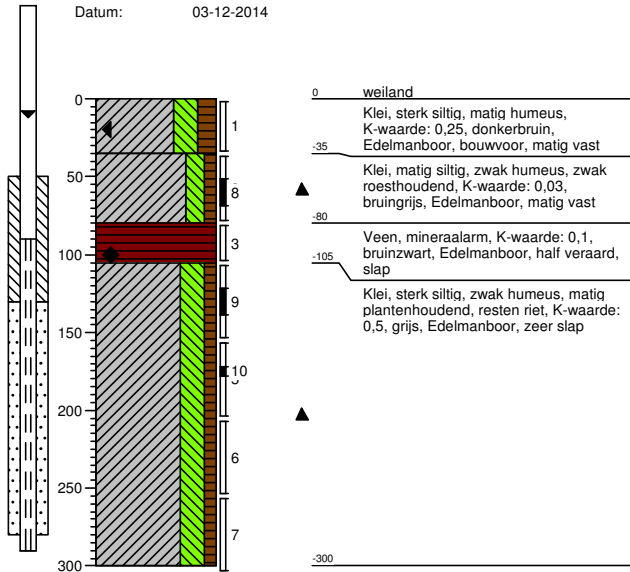 Datum: 03-12-2014
0
50
100
150
200
250
300
1
8
3
9
10
6
7
0 weiland
Klei, sterk siltig, matig humeus,
K-waarde: 0,25, donkerbruin,
Edelmanboor, bouwvoor, matig vast
-35
Klei, matig siltig, zwak humeus, zwak
roesthoudend, K-waarde: 0,03,
bruingrijs, Edelmanboor, matig vast
-80
Veen, mineraalarm, K-waarde: 0,1,
bruinzwart, Edelmanboor, half veraard,
slap
-105
Klei, sterk siltig, zwak humeus, matig
plantenhoudend, resten riet, K-waarde:
0,5, grijs, Edelmanboor, zeer slap
-300